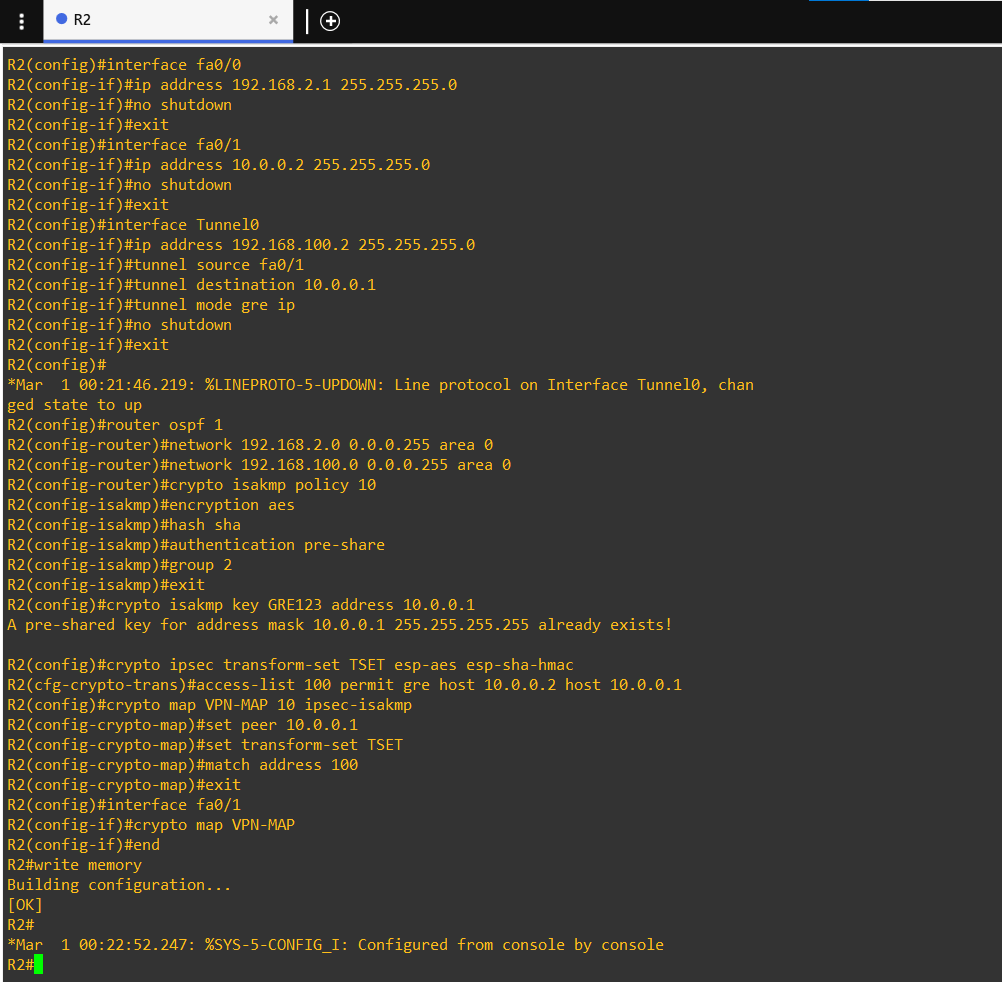 R2
R2(config)#interface fa0/0
R2(config-if)#ip address 192.168.2.1 255.255.255.0
R2(config-if)#no shutdown
R2(config-if)#exit
R2(config)#interface fa0/1
R2(config-if)#ip address 10.0.0.2 255.255.255.0
R2(config-if)#no shutdown
R2(config-if)#exit
R2(config)#interface Tunnel0
R2(config-if)#ip address 192.168.100.2 255.255.255.0
R2(config-if)#tunnel source fa0/1
R2(config-if)#tunnel destination 10.0.0.1
R2(config-if)#tunnel mode gre ip
R2(config-if)#no shutdown
R2(config-if)#exit
R2(config)#
*Mar  1 00:21:46.219: %LINEPROTO-5-UPDOWN: Line protocol on Interface Tunnel0, chan
ged state to up
R2(config)#router ospf 1
R2(config-router)#network 192.168.2.0 0.0.0.255 area 0
R2(config-router)#network 192.168.100.0 0.0.0.255 area 0
R2(config-router)#crypto isakmp policy 10
R2(config-isakmp)#encryption aes
R2(config-isakmp)#hash sha
R2(config-isakmp)#authentication pre-share
R2(config-isakmp)#group 2
R2(config-isakmp)#exit
R2(config)#crypto isakmp key GRE123 address 10.0.0.1
A pre-shared key for address mask 10.0.0.1 255.255.255.255 already exists!
R2(config)#crypto ipsec transform-set TSET esp-aes esp-sha-hmac
R2(cfg-crypto-trans)#access-list 100 permit gre host 10.0.0.2 host 10.0.0.1
R2(config)#crypto map VPN-MAP 10 ipsec-isakmp
R2(config-crypto-map)#set peer 10.0.0.1
R2(config-crypto-map)#set transform-set TSET
R2(config-crypto-map)#match address 100
R2(config-crypto-map)#exit
R2(config)#interface fa0/1
R2(config-if)#crypto map VPN-MAP
R2(config-if)#end
R2#write memory
Building configuration...
[OK]
R2#
*Mar  1 00:22:52.247: %SYS-5-CONFIG_I: Configured from console by console
R2#